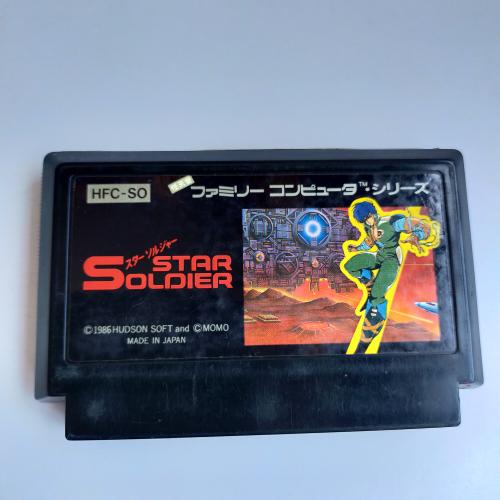 HFC-SO
ファミリー コンピュータ™・シリーズ
スター・ソルジャー
STAR
SOLDIER
©1986 HUDSON SOFT and ©MOMO
MADE IN JAPAN